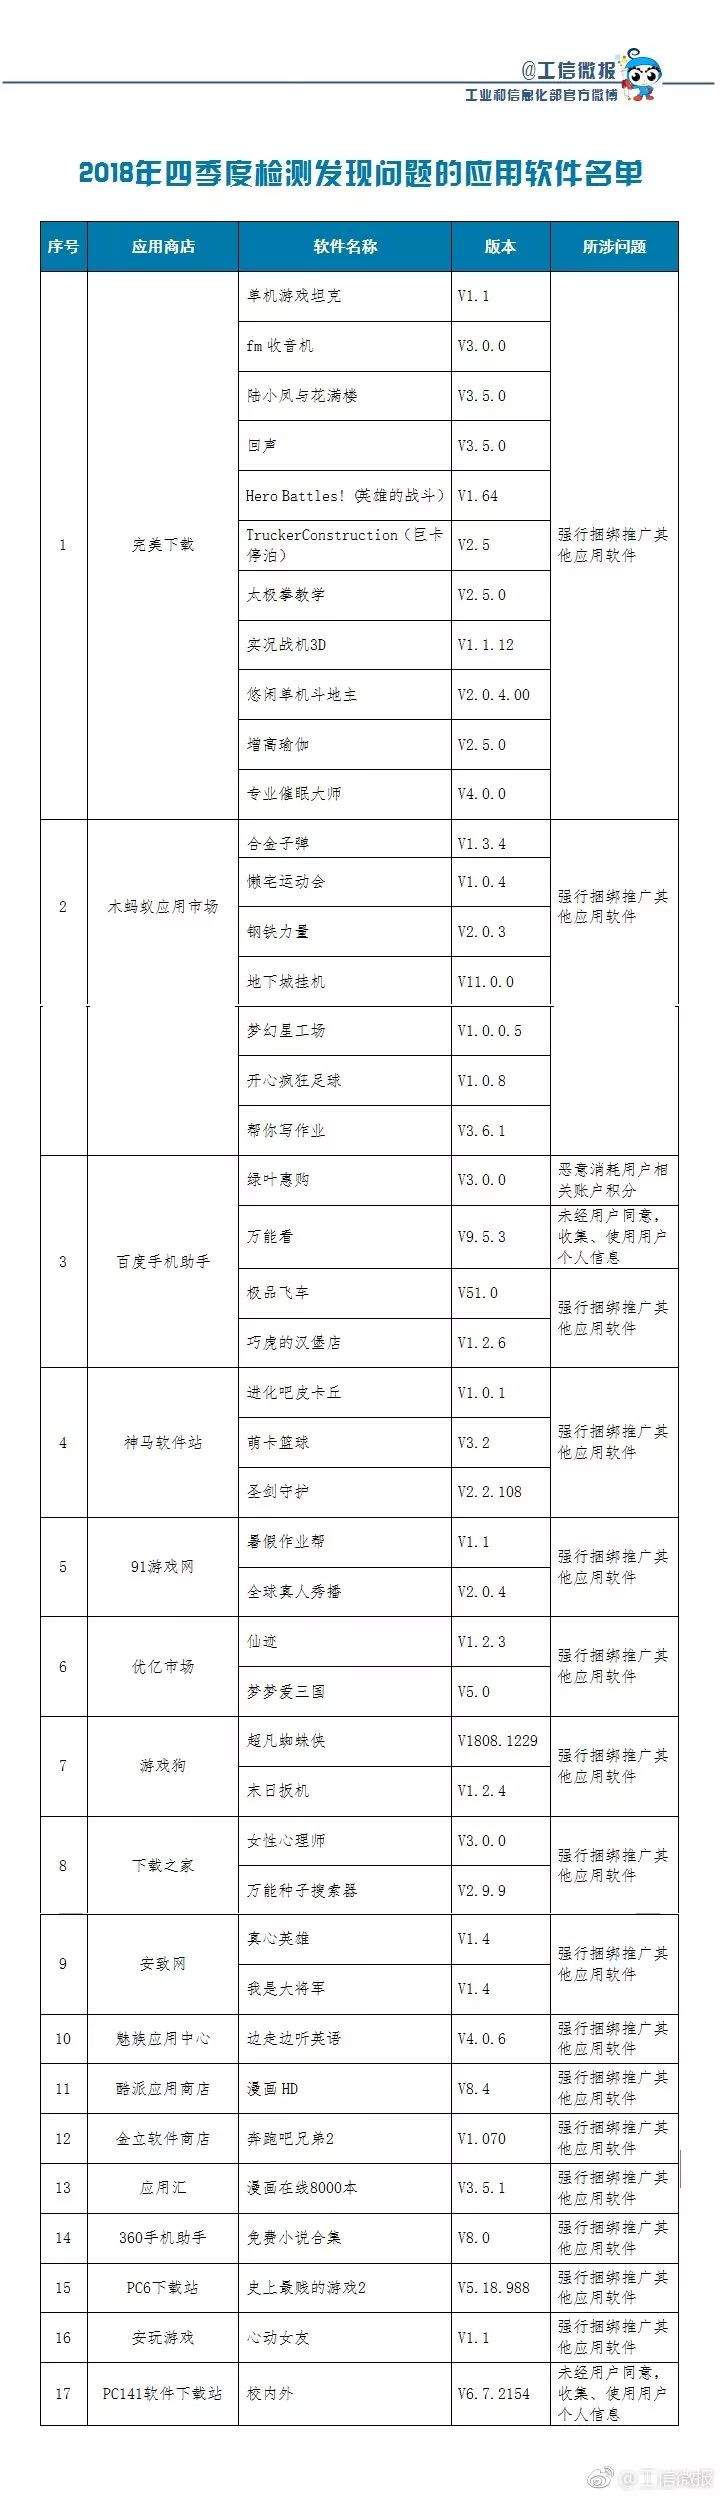 @工信微报
工业和信息化部官方微博
2018年四季度检测发现问题的应用软件名单
序号 应用商店 软件名称 版本 所涉问题
单机游戏坦克 V1.1
fm 收音机 V3.0.0
陆小凤与花满楼 V3.5.0
回声 V3.5.0
Hero Battles!（英雄的战斗） V1.64
1 完美下载 TruckerConstruction（巨卡 V2.5 强行捆绑推广其
停泊） 他应用软件
太极拳教学 V2.5.0
实况战机3D V1.1.12
悠闲单机斗地主 V2.0.4.00
增高瑜伽 V2.5.0
专业催眠大师 V4.0.0
合金子弹 V1.3.4
懒宅运动会 V1.0.4
2 木蚂蚁应用市场 强行捆绑推广其
他应用软件
钢铁力量 V2.0.3
地下城挂机 V11.0.0
梦幻星工场 V1.0.0.5
开心疯狂足球 V1.0.8
帮你写作业 V3.6.1
绿叶惠购 V3.0.0 恶意消耗用户相
关账户积分
3 百度手机助手 万能看 V9.5.3 未经用户同意，
收集、使用用户
个人信息
极品飞车 V51.0 强行捆绑推广其
他应用软件
巧虎的汉堡店 V1.2.6
进化吧皮卡丘 V1.0.1
4 神马软件站 萌卡篮球 V3.2 强行捆绑推广其
他应用软件
圣剑守护 V2.2.108
暑假作业帮 V1.1
5 91游戏网 强行捆绑推广其
他应用软件
全球真人秀播 V2.0.4
仙迹 V1.2.3
6 优亿市场 强行捆绑推广其
他应用软件
梦梦爱三国 V5.0
超凡蜘蛛侠 V1808.1229
7 游戏狗 强行捆绑推广其
他应用软件
末日扳机 V1.2.4
女性心理师 V3.0.0
8 下载之家 强行捆绑推广其
他应用软件
万能种子搜索器 V2.9.9
真心英雄 V1.4
9 安致网 强行捆绑推广其
他应用软件
我是大将军 V1.4
10 魅族应用中心 边走边听英语 V4.0.6 强行捆绑推广其
他应用软件
11 酷派应用商店 漫画 HD V8.4 强行捆绑推广其
他应用软件
12 金立软件商店 奔跑吧兄弟2 V1.070 强行捆绑推广其
他应用软件
13 应用汇 漫画在线8000本 V3.5.1 强行捆绑推广其
他应用软件
14 360手机助手 免费小说合集 V8.0 强行捆绑推广其
他应用软件
15 PC6下载站 史上最贱的游戏2 V5.18.988 强行捆绑推广其
他应用软件
16 安玩游戏 心动女友 V1.1 强行捆绑推广其
他应用软件
17 PC141软件下载站 校内外 V6.7.2154 未经用户同意，
收集、使用用户
个人信息
@工信微报